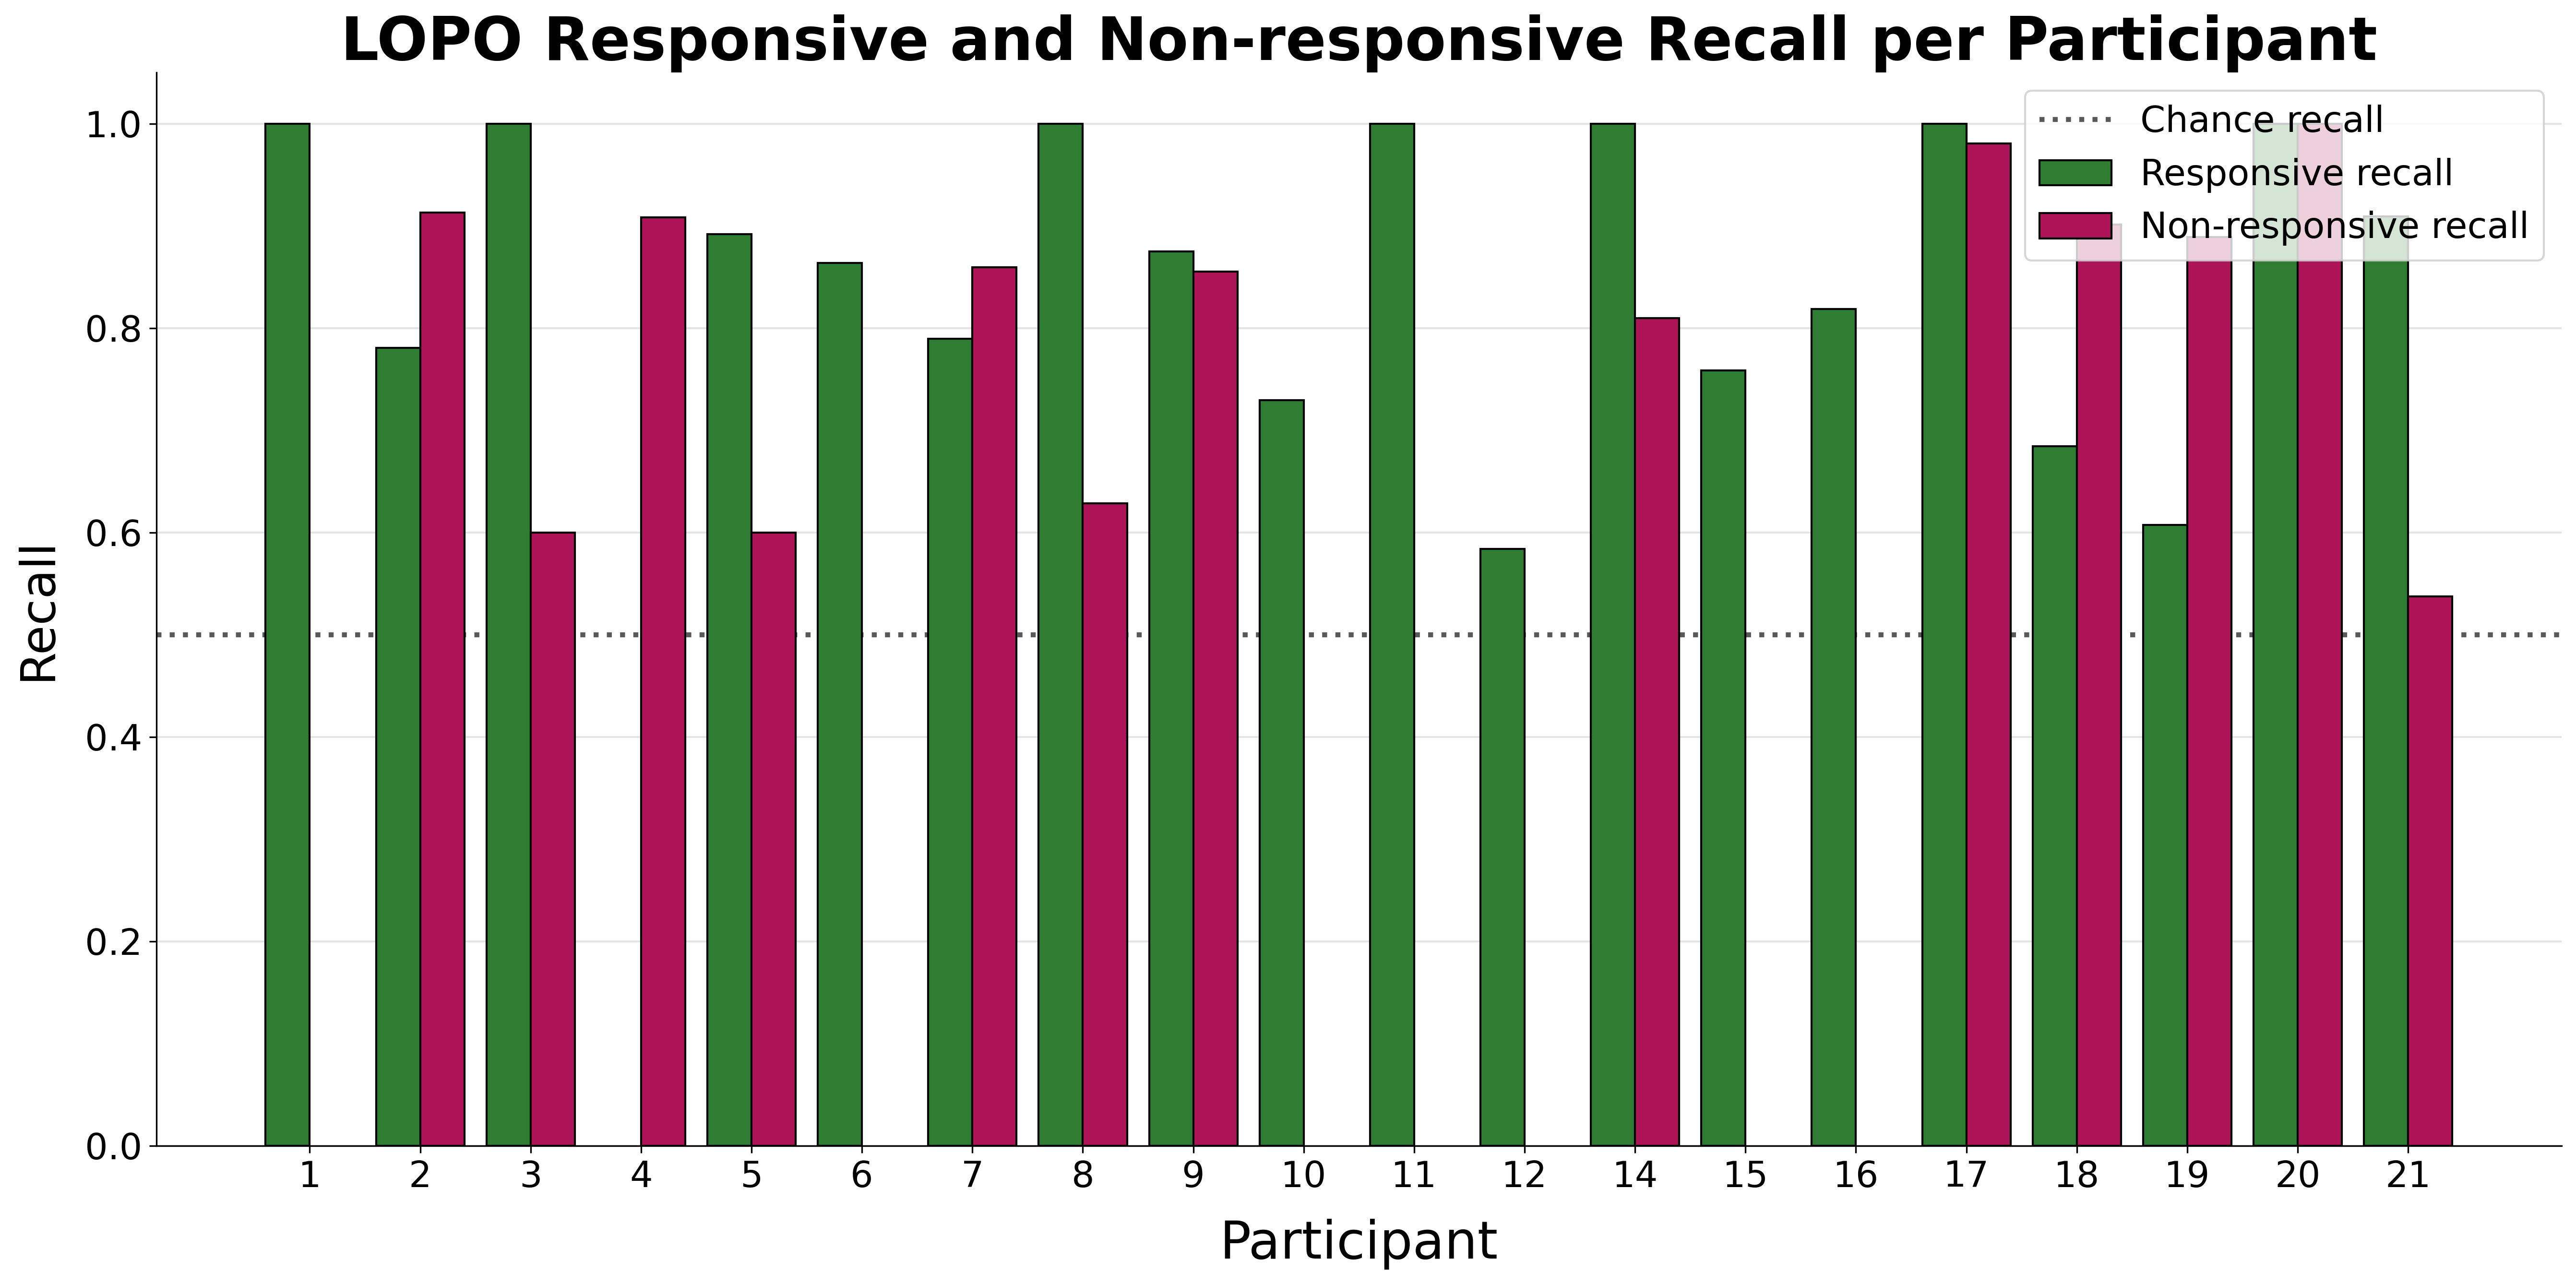 LOPO Responsive and Non-responsive Recall per Participant
Chance recall
Responsive recall
Non-responsive recall
1.0
0.8
0.6
0.4
0.2
0.0
Recall
1 2 3 4 5 6 7 8 9 10 11 12 14 15 16 17 18 19 20 21
Participant